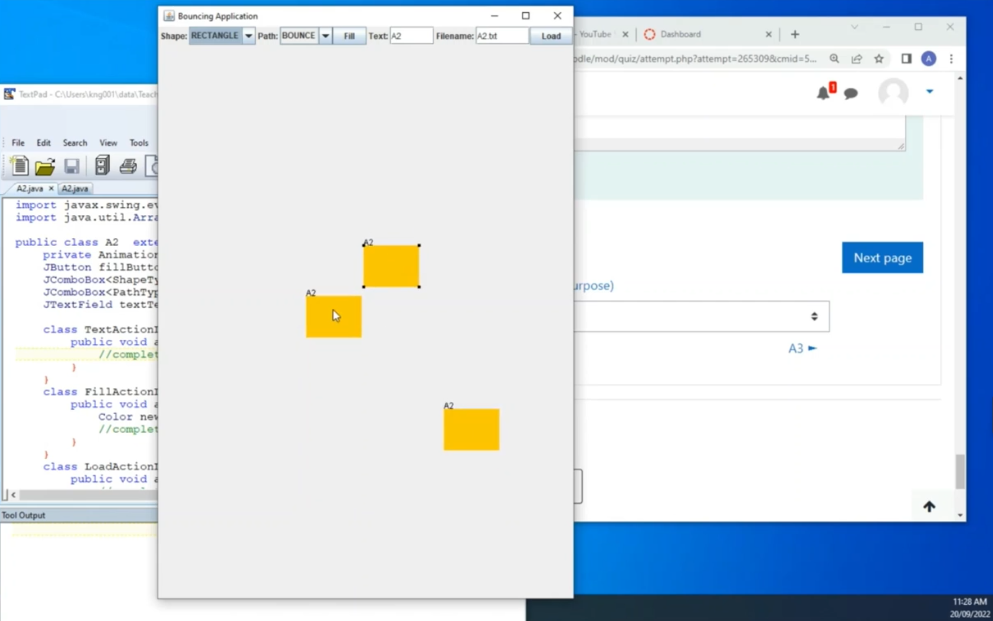 Bouncing Application
Shape: RECTANGLE Path: BOUNCE Fill Text: A2 Filename: A2.txt Load
A2
A2
A2
TextPad - C:\Users\kng001\data\Teach
File Edit Search View Tools
A2.java × A2.java
import javax.swing.ev
import java.util.Arra
public class A2 exte
private Animation
JButton fillButto
JComboBox<ShapeTy
JComboBox<PathTyp
JTextField textTe
class TextActionL
public void a
//complet
}
}
class FillActionL
public void a
Color new
//complet
}
}
class LoadActionL
public void a
Tool Output
- YouTube × Dashboard × +
dle/mod/quiz/attempt.php?attempt=265309&cmid=5...
A
1
Next page
urpose)
A3 ►
11:28 AM
20/09/2022